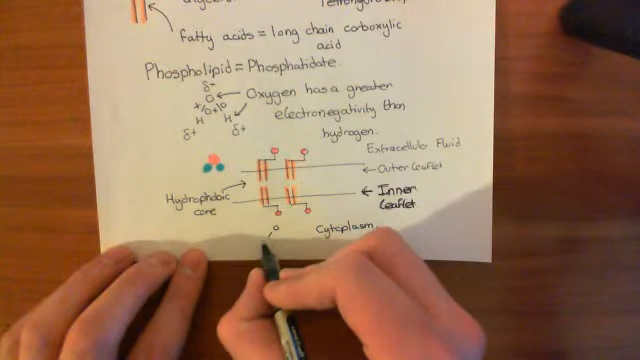 Fatty acids = long chain carboxylic
acid
Phospholipid = Phosphatidate.
δ-
O ← Oxygen has a greater
electronegativity than
H H
δ+ δ+ hydrogen.
Extracellular Fluid
← Outer leaflet
Hydrophobic
core
← Inner
leaflet
Cytoplasm
O